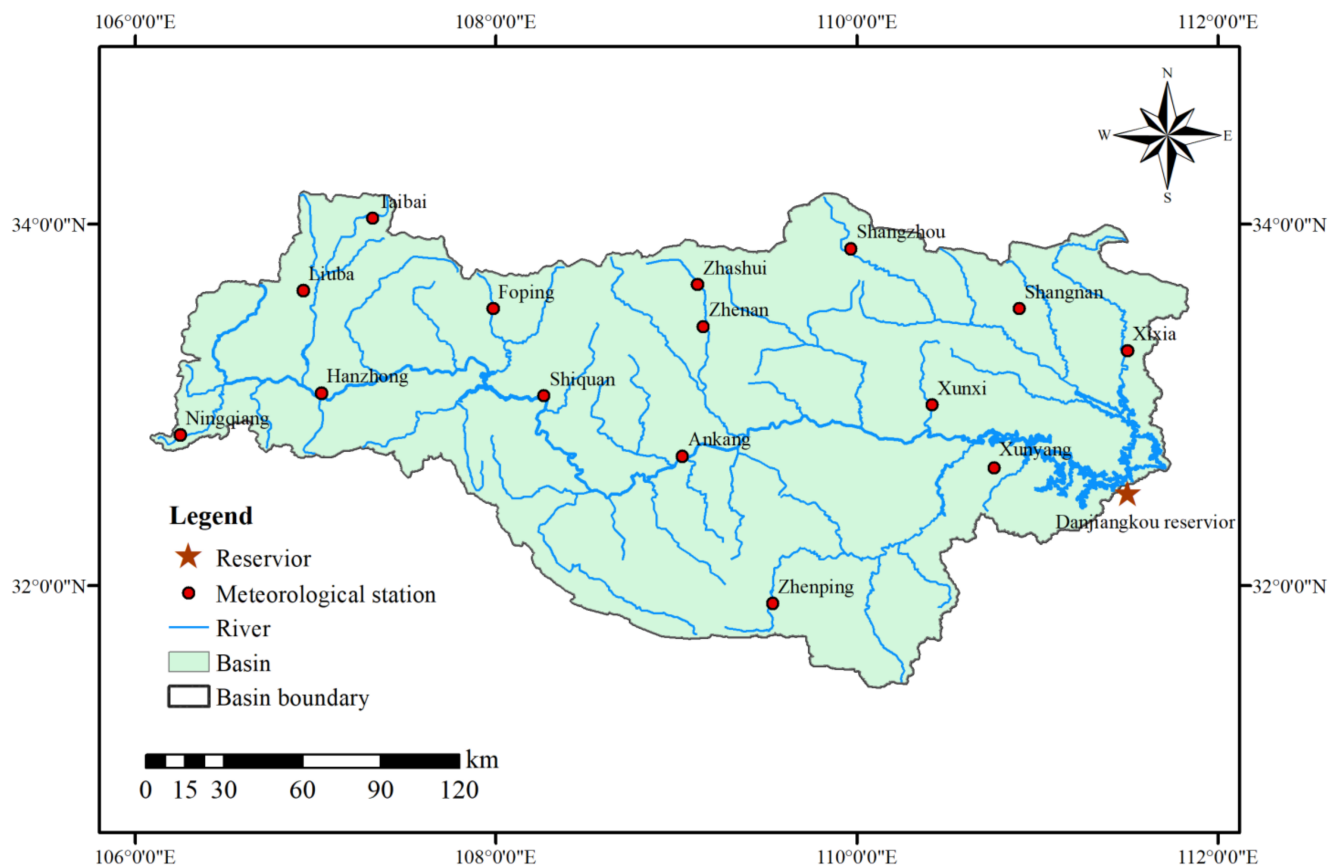 106°0'0"E
108°0'0"E
110°0'0"E
112°0'0"E
N
W
E
S
34°0'0"N
34°0'0"N
Taibai
Shangzhou
Liuba
Foping
Zhashui
Shangnan
Zhenan
Xixia
Hanzhong
Shiquan
Xunxi
Ningqiang
Ankang
Xunyang
Danjiangkou reservior
Legend
Reservior
Meteorological station
River
Basin
Basin boundary
32°0'0"N
32°0'0"N
Zhenping
km
0 15 30 60 90 120
106°0'0"E
108°0'0"E
110°0'0"E
112°0'0"E